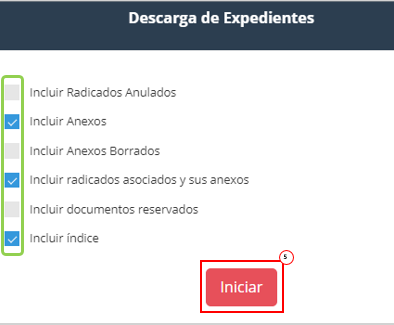 Descarga de Expedientes
Incluir Radicados Anulados
Incluir Anexos
Incluir Anexos Borrados
Incluir radicados asociados y sus anexos
Incluir documentos reservados
Incluir índice
5
Iniciar